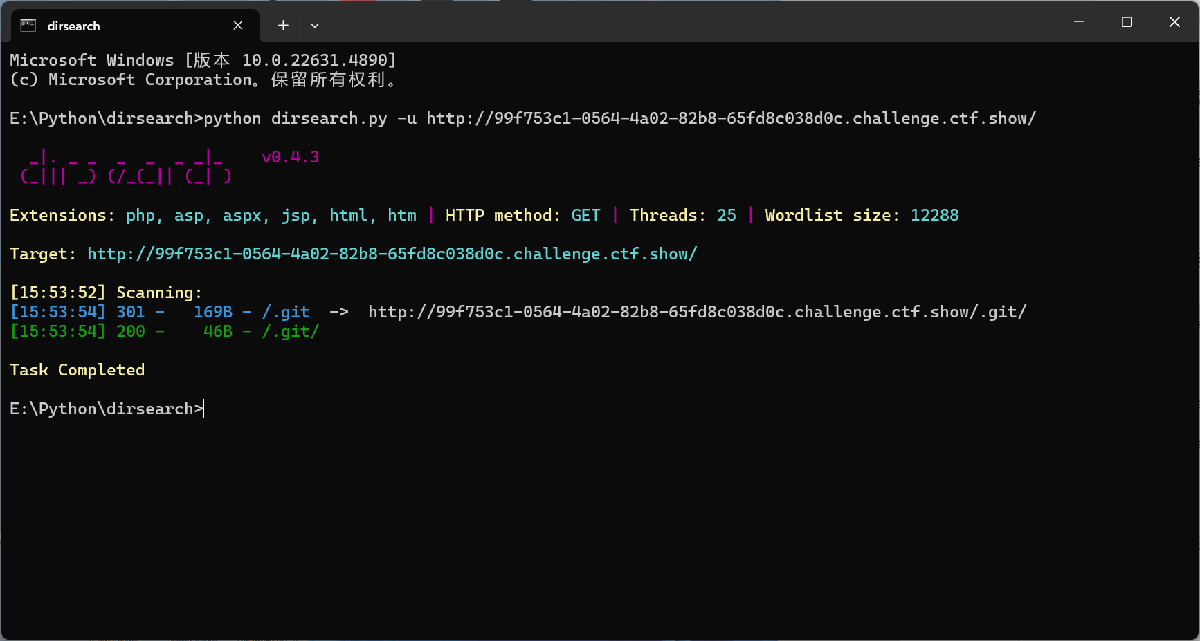 dirsearch
Microsoft Windows [版本 10.0.22631.4890]
(c) Microsoft Corporation。保留所有权利。
E:\Python\dirsearch>python dirsearch.py -u http://99f753c1-0564-4a02-82b8-65fd8c038d0c.challenge.ctf.show/
  _|. _ _  _  _  _ _|_    v0.4.3
 (_||| _) (/_(_|| (_| )
Extensions: php, asp, aspx, jsp, html, htm | HTTP method: GET | Threads: 25 | Wordlist size: 12288
Target: http://99f753c1-0564-4a02-82b8-65fd8c038d0c.challenge.ctf.show/
[15:53:52] Scanning:
[15:53:54] 301 -   169B - /.git  ->  http://99f753c1-0564-4a02-82b8-65fd8c038d0c.challenge.ctf.show/.git/
[15:53:54] 200 -    46B - /.git/
Task Completed
E:\Python\dirsearch>